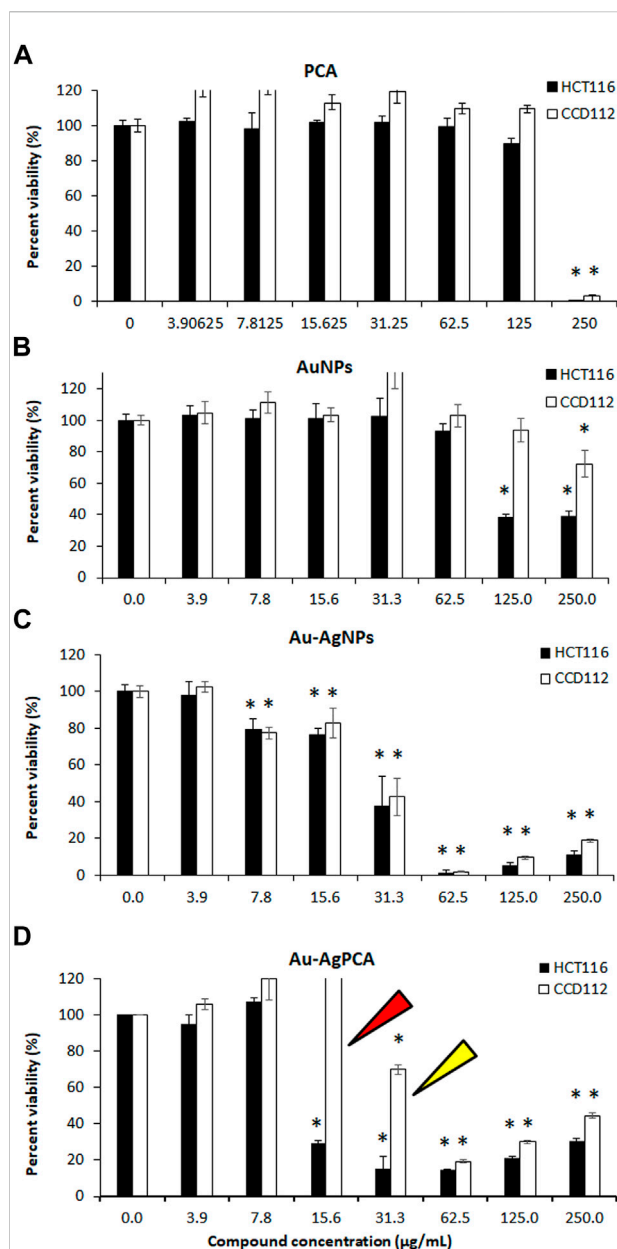 A
PCA
HCT116
CCD112
Percent viability (%)
120
100
80
60
40
20
0
* *
0 3.90625 7.8125 15.625 31.25 62.5 125 250
B
AuNPs
HCT116
CCD112
Percent viability (%)
120
100
80
60
40
20
0
* * *
0.0 3.9 7.8 15.6 31.3 62.5 125.0 250.0
C
Au-AgNPs
HCT116
CCD112
Percent viability (%)
120
100
80
60
40
20
0
* * * * * * * * * * * *
0.0 3.9 7.8 15.6 31.3 62.5 125.0 250.0
D
Au-AgPCA
HCT116
CCD112
Percent viability (%)
120
100
80
60
40
20
0
* * * * * * * * *
0.0 3.9 7.8 15.6 31.3 62.5 125.0 250.0
Compound concentration (µg/mL)